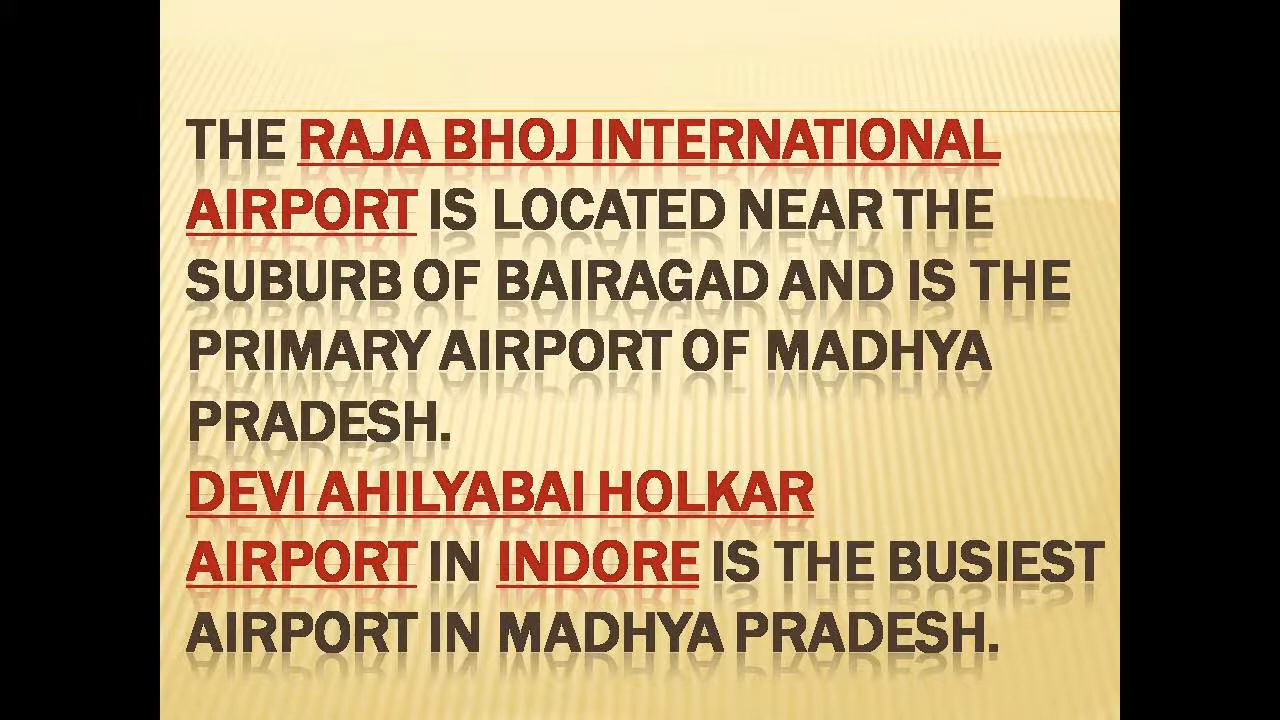 THE RAJA BHOJ INTERNATIONAL
AIRPORT IS LOCATED NEAR THE
SUBURB OF BAIRAGAD AND IS THE
PRIMARY AIRPORT OF MADHYA
PRADESH.
DEVI AHILYABAI HOLKAR
AIRPORT IN INDORE IS THE BUSIEST
AIRPORT IN MADHYA PRADESH.